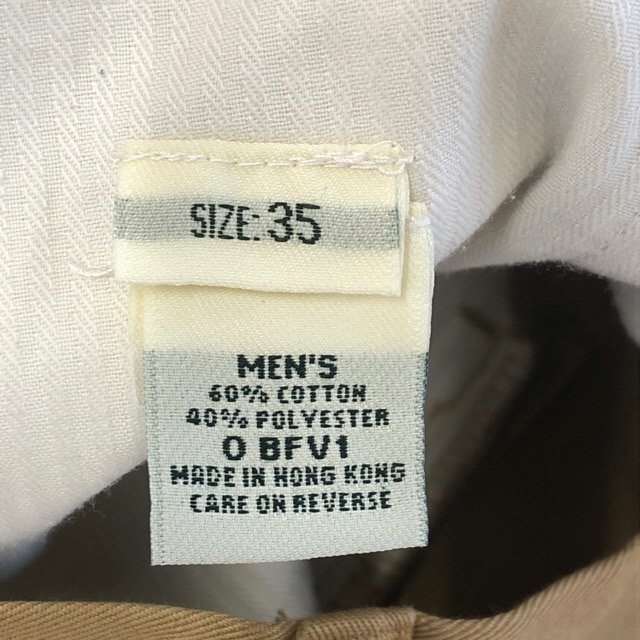 SIZE: 35
MEN'S
60% COTTON
40% POLYESTER
0 BFV1
MADE IN HONG KONG
CARE ON REVERSE